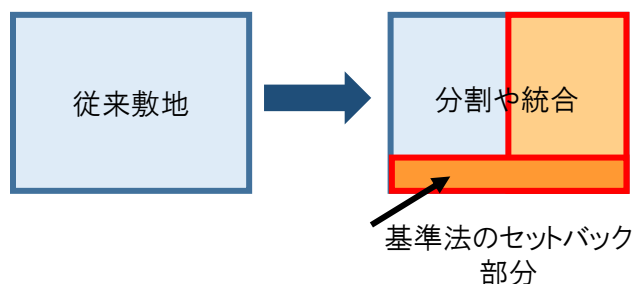 従来敷地
分割や統合
基準法のセットバック
部分